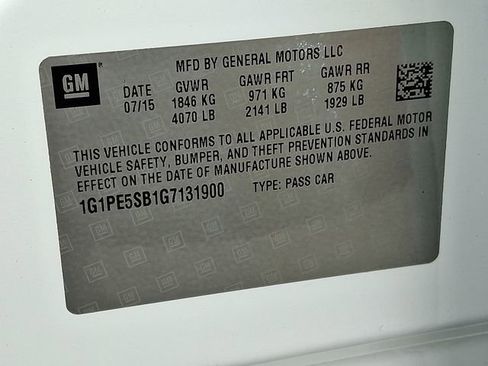 MFD BY GENERAL MOTORS LLC
GM
DATE GVWR GAWR FRT GAWR RR
07/15 1846 KG 971 KG 875 KG
4070 LB 2141 LB 1929 LB
THIS VEHICLE CONFORMS TO ALL APPLICABLE U.S. FEDERAL MOTOR
VEHICLE SAFETY, BUMPER, AND THEFT PREVENTION STANDARDS IN
EFFECT ON THE DATE OF MANUFACTURE SHOWN ABOVE.
1G1PE5SB1G7131900 TYPE: PASS CAR